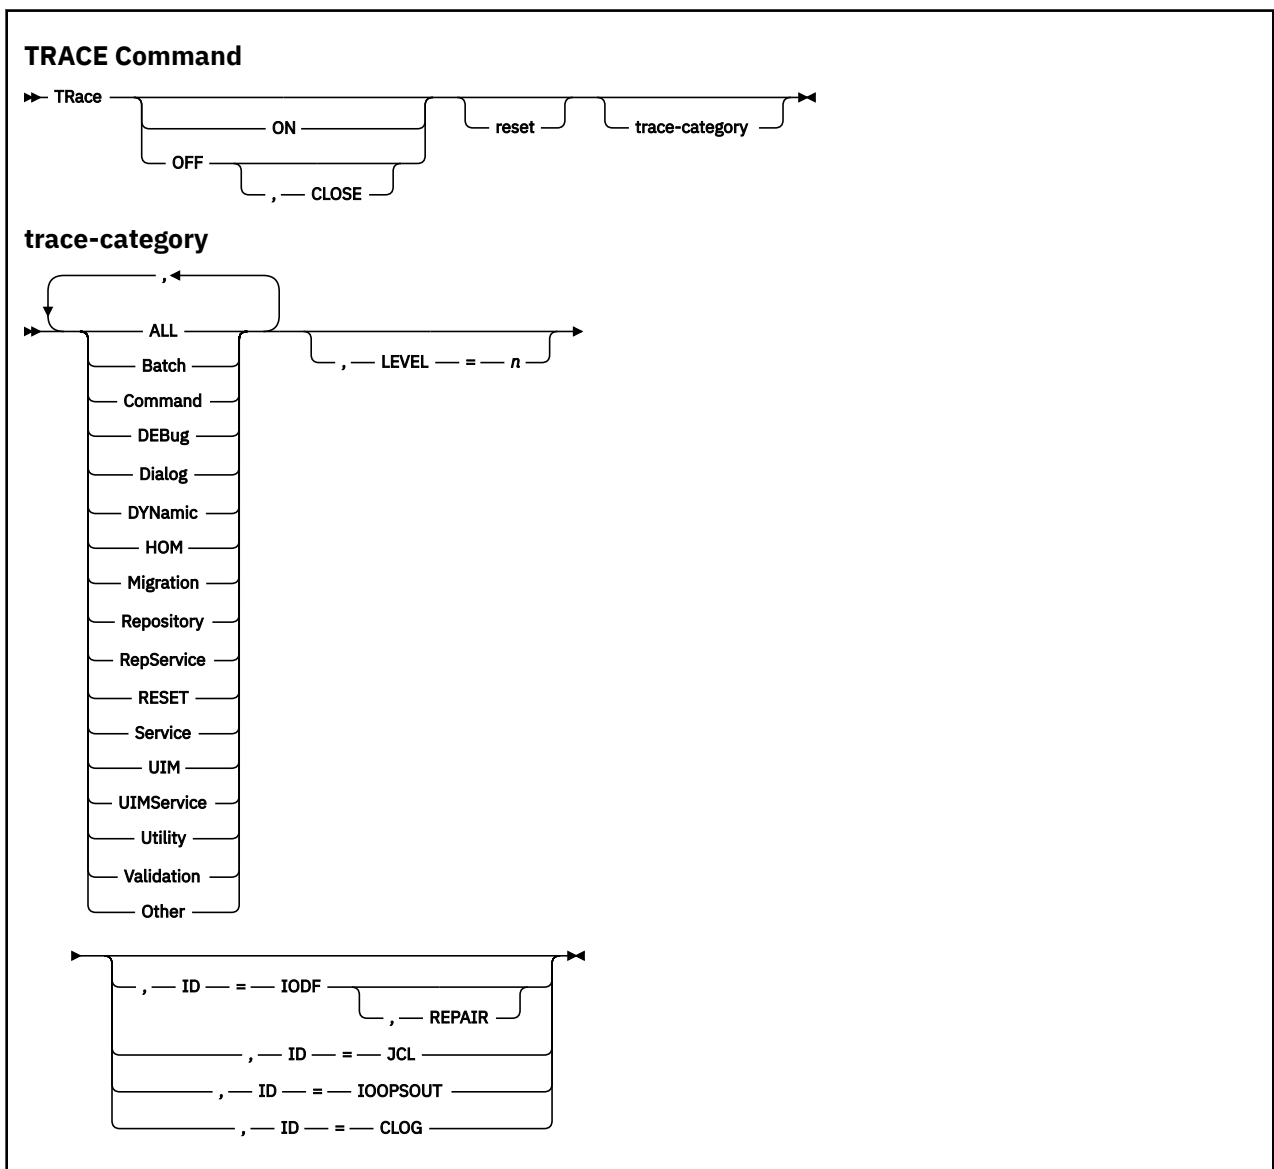 TRACE Command
TRace
ON
reset
trace-category
OFF
, CLOSE
trace-category
,
ALL
, LEVEL = n
Batch
Command
DEBug
Dialog
DYNamic
HOM
Migration
Repository
RepService
RESET
Service
UIM
UIMService
Utility
Validation
Other
, ID = IODF
, REPAIR
, ID = JCL
, ID = IOOPSOUT
, ID = CLOG